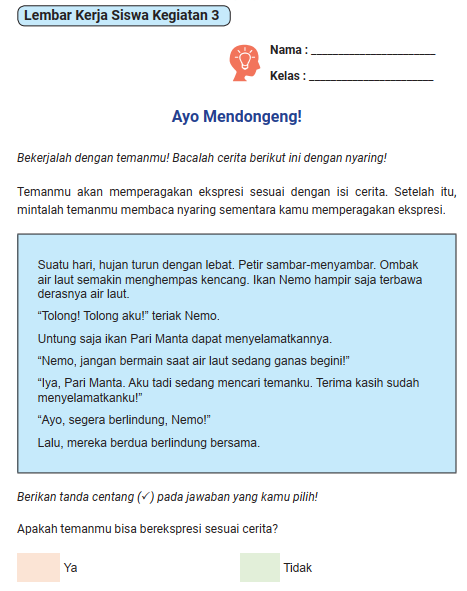 Lembar Kerja Siswa Kegiatan 3
Nama : ______________________
Kelas : ______________________
Ayo Mendongeng!
Bekerjalah dengan temanmu! Bacalah cerita berikut ini dengan nyaring!
Temanmu akan memperagakan ekspresi sesuai dengan isi cerita. Setelah itu,
mintalah temanmu membaca nyaring sementara kamu memperagakan ekspresi.
Suatu hari, hujan turun dengan lebat. Petir sambar-menyambar. Ombak
air laut semakin menghempas kencang. Ikan Nemo hampir saja terbawa
derasnya air laut.
“Tolong! Tolong aku!” teriak Nemo.
Untung saja ikan Pari Manta dapat menyelamatkannya.
“Nemo, jangan bermain saat air laut sedang ganas begini!”
“Iya, Pari Manta. Aku tadi sedang mencari temanku. Terima kasih sudah
menyelamatkanku!”
“Ayo, segera berlindung, Nemo!”
Lalu, mereka berdua berlindung bersama.
Berikan tanda centang (✓) pada jawaban yang kamu pilih!
Apakah temanmu bisa berekspresi sesuai cerita?
Ya
Tidak